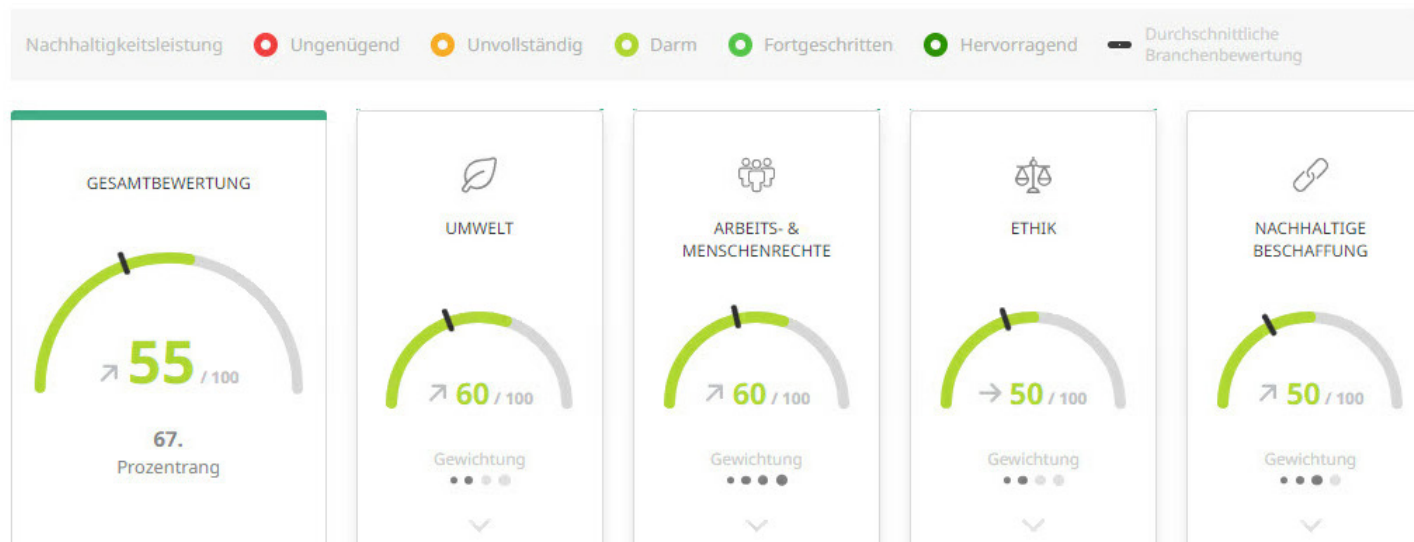 Nachhaltigkeitsleistung Ungenügend Unvollständig Darm Fortgeschritten Hervorragend Durchschnittliche
Branchenbewertung
GESAMTBEWERTUNG
55 / 100
67.
Prozentrang
UMWELT
60 / 100
Gewichtung
ARBEITS- &
MENSCHENRECHTE
60 / 100
Gewichtung
ETHIK
50 / 100
Gewichtung
NACHHALTIGE
BESCHAFFUNG
50 / 100
Gewichtung